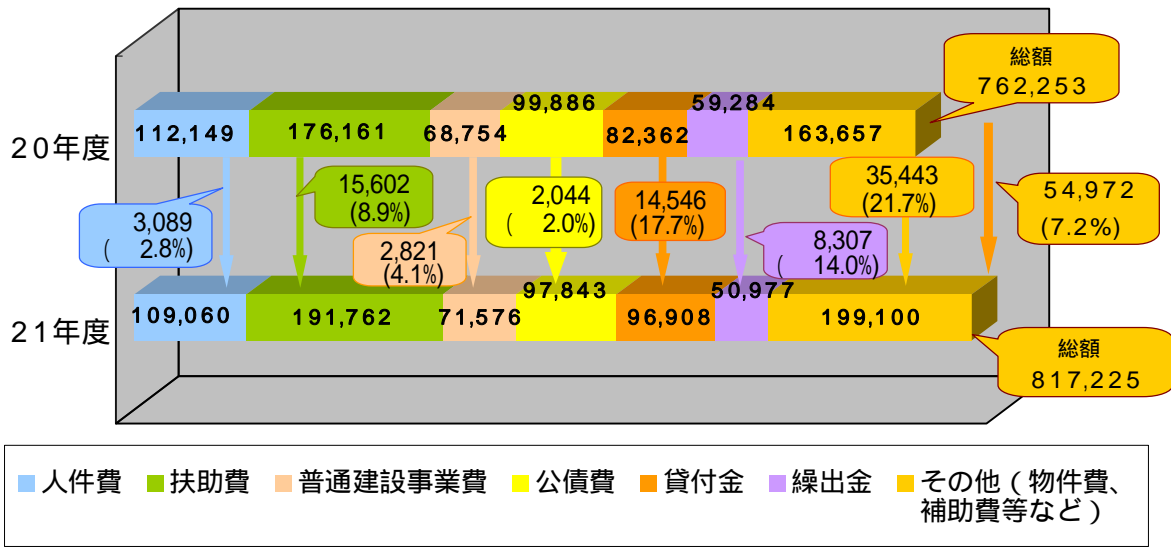 総額
762,253
20年度
112,149 176,161 68,754 99,886 82,362 59,284 163,657
3,089
( 2.8%)
15,602
(8.9%)
2,821
(4.1%)
2,044
( 2.0%)
14,546
(17.7%)
8,307
( 14.0%)
35,443
(21.7%)
54,972
(7.2%)
21年度
109,060 191,762 71,576 97,843 96,908 50,977 199,100
総額
817,225
人件費 扶助費 普通建設事業費 公債費 貸付金 繰出金 その他(物件費、
補助費等など)